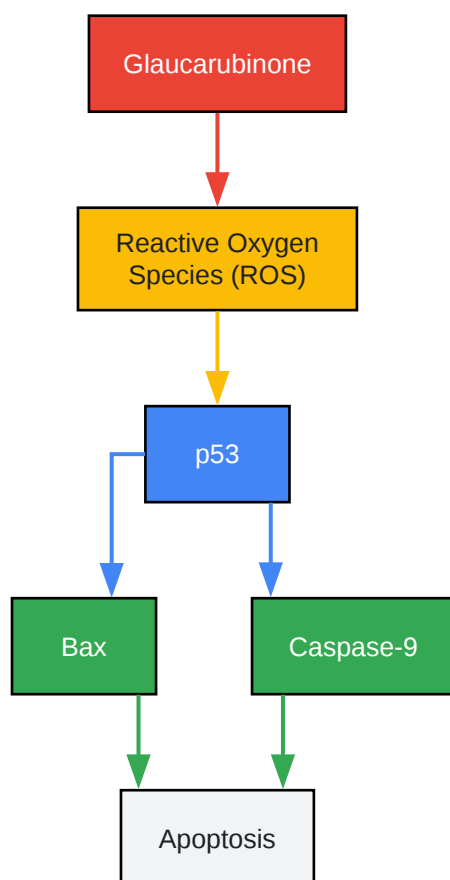 Glaucarubinone
Reactive Oxygen
Species (ROS)
p53
Bax
Caspase-9
Apoptosis